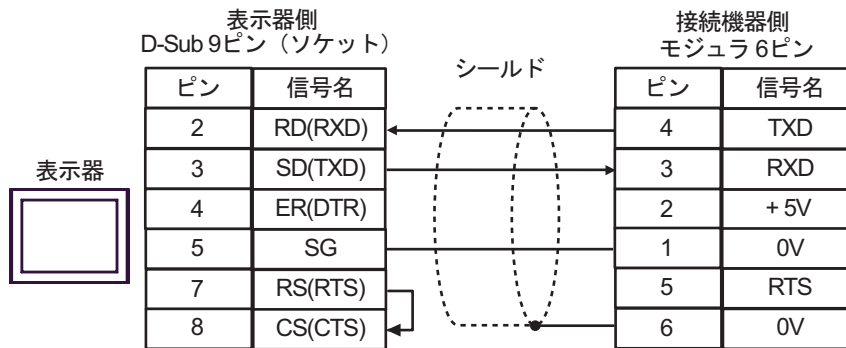 表示器側
D-Sub 9ピン（ソケット）
接続機器側
モジュラ 6ピン
シールド
ピン 信号名 ピン 信号名
2 RD(RXD) 4 TXD
3 SD(TXD) 3 RXD
表示器
4 ER(DTR) 2 +5V
5 SG 1 0V
7 RS(RTS) 5 RTS
8 CS(CTS) 6 0V